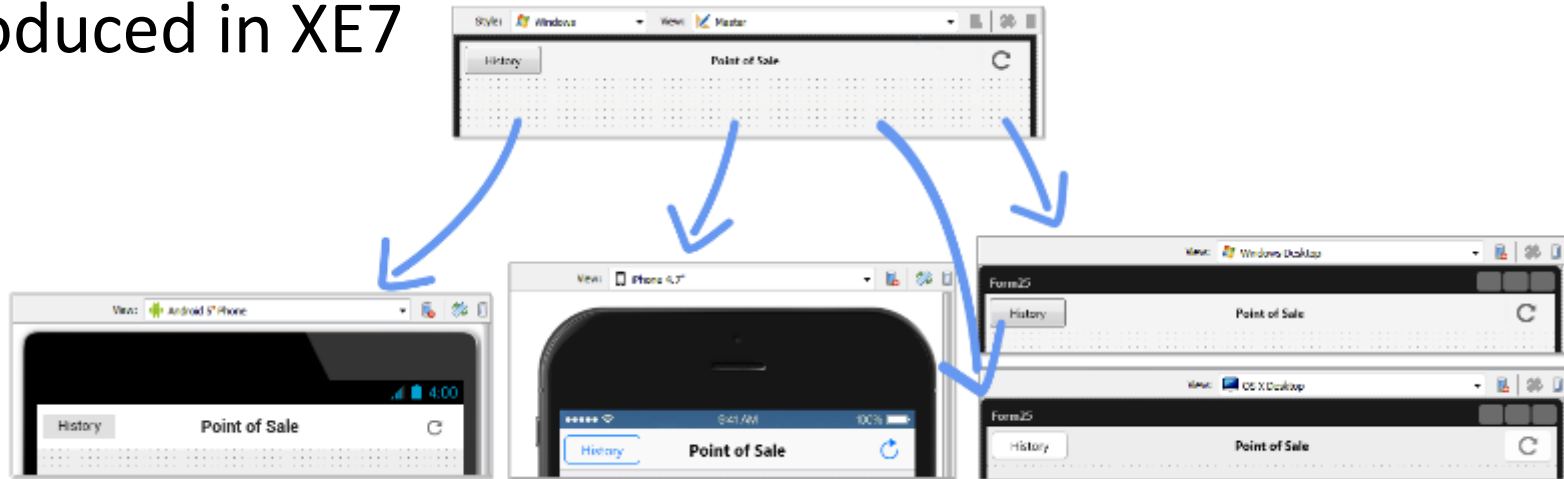 oduced in XE7
Style: Windows View: Master
History Point of Sale
View: Android 5" Phone
4:00
History Point of Sale
View: iPhone 4.7"
9:41 AM 100%
History Point of Sale
View: Windows Desktop
Form25
History Point of Sale
View: OS X Desktop
Form25
History Point of Sale